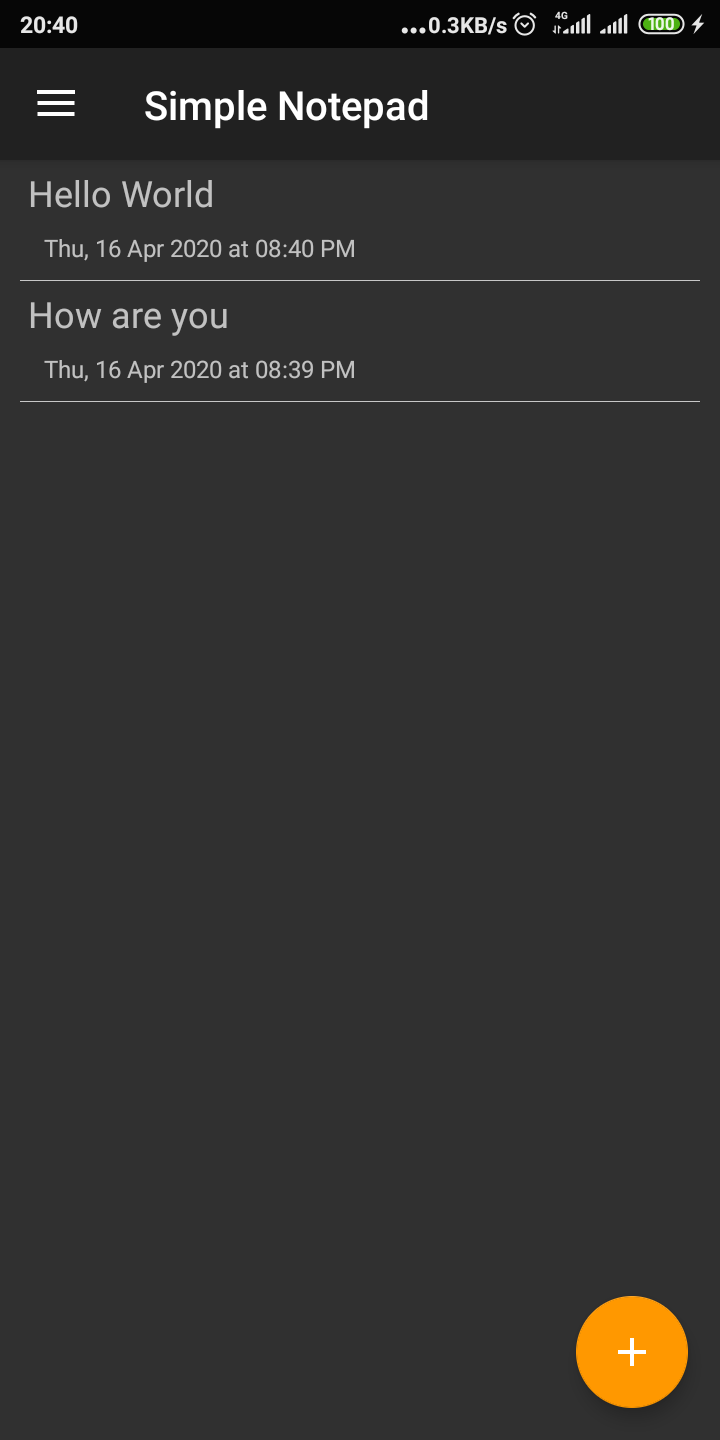 20:40 ...0.3KB/s 4G 100
Simple Notepad
Hello World
Thu, 16 Apr 2020 at 08:40 PM
How are you
Thu, 16 Apr 2020 at 08:39 PM
+